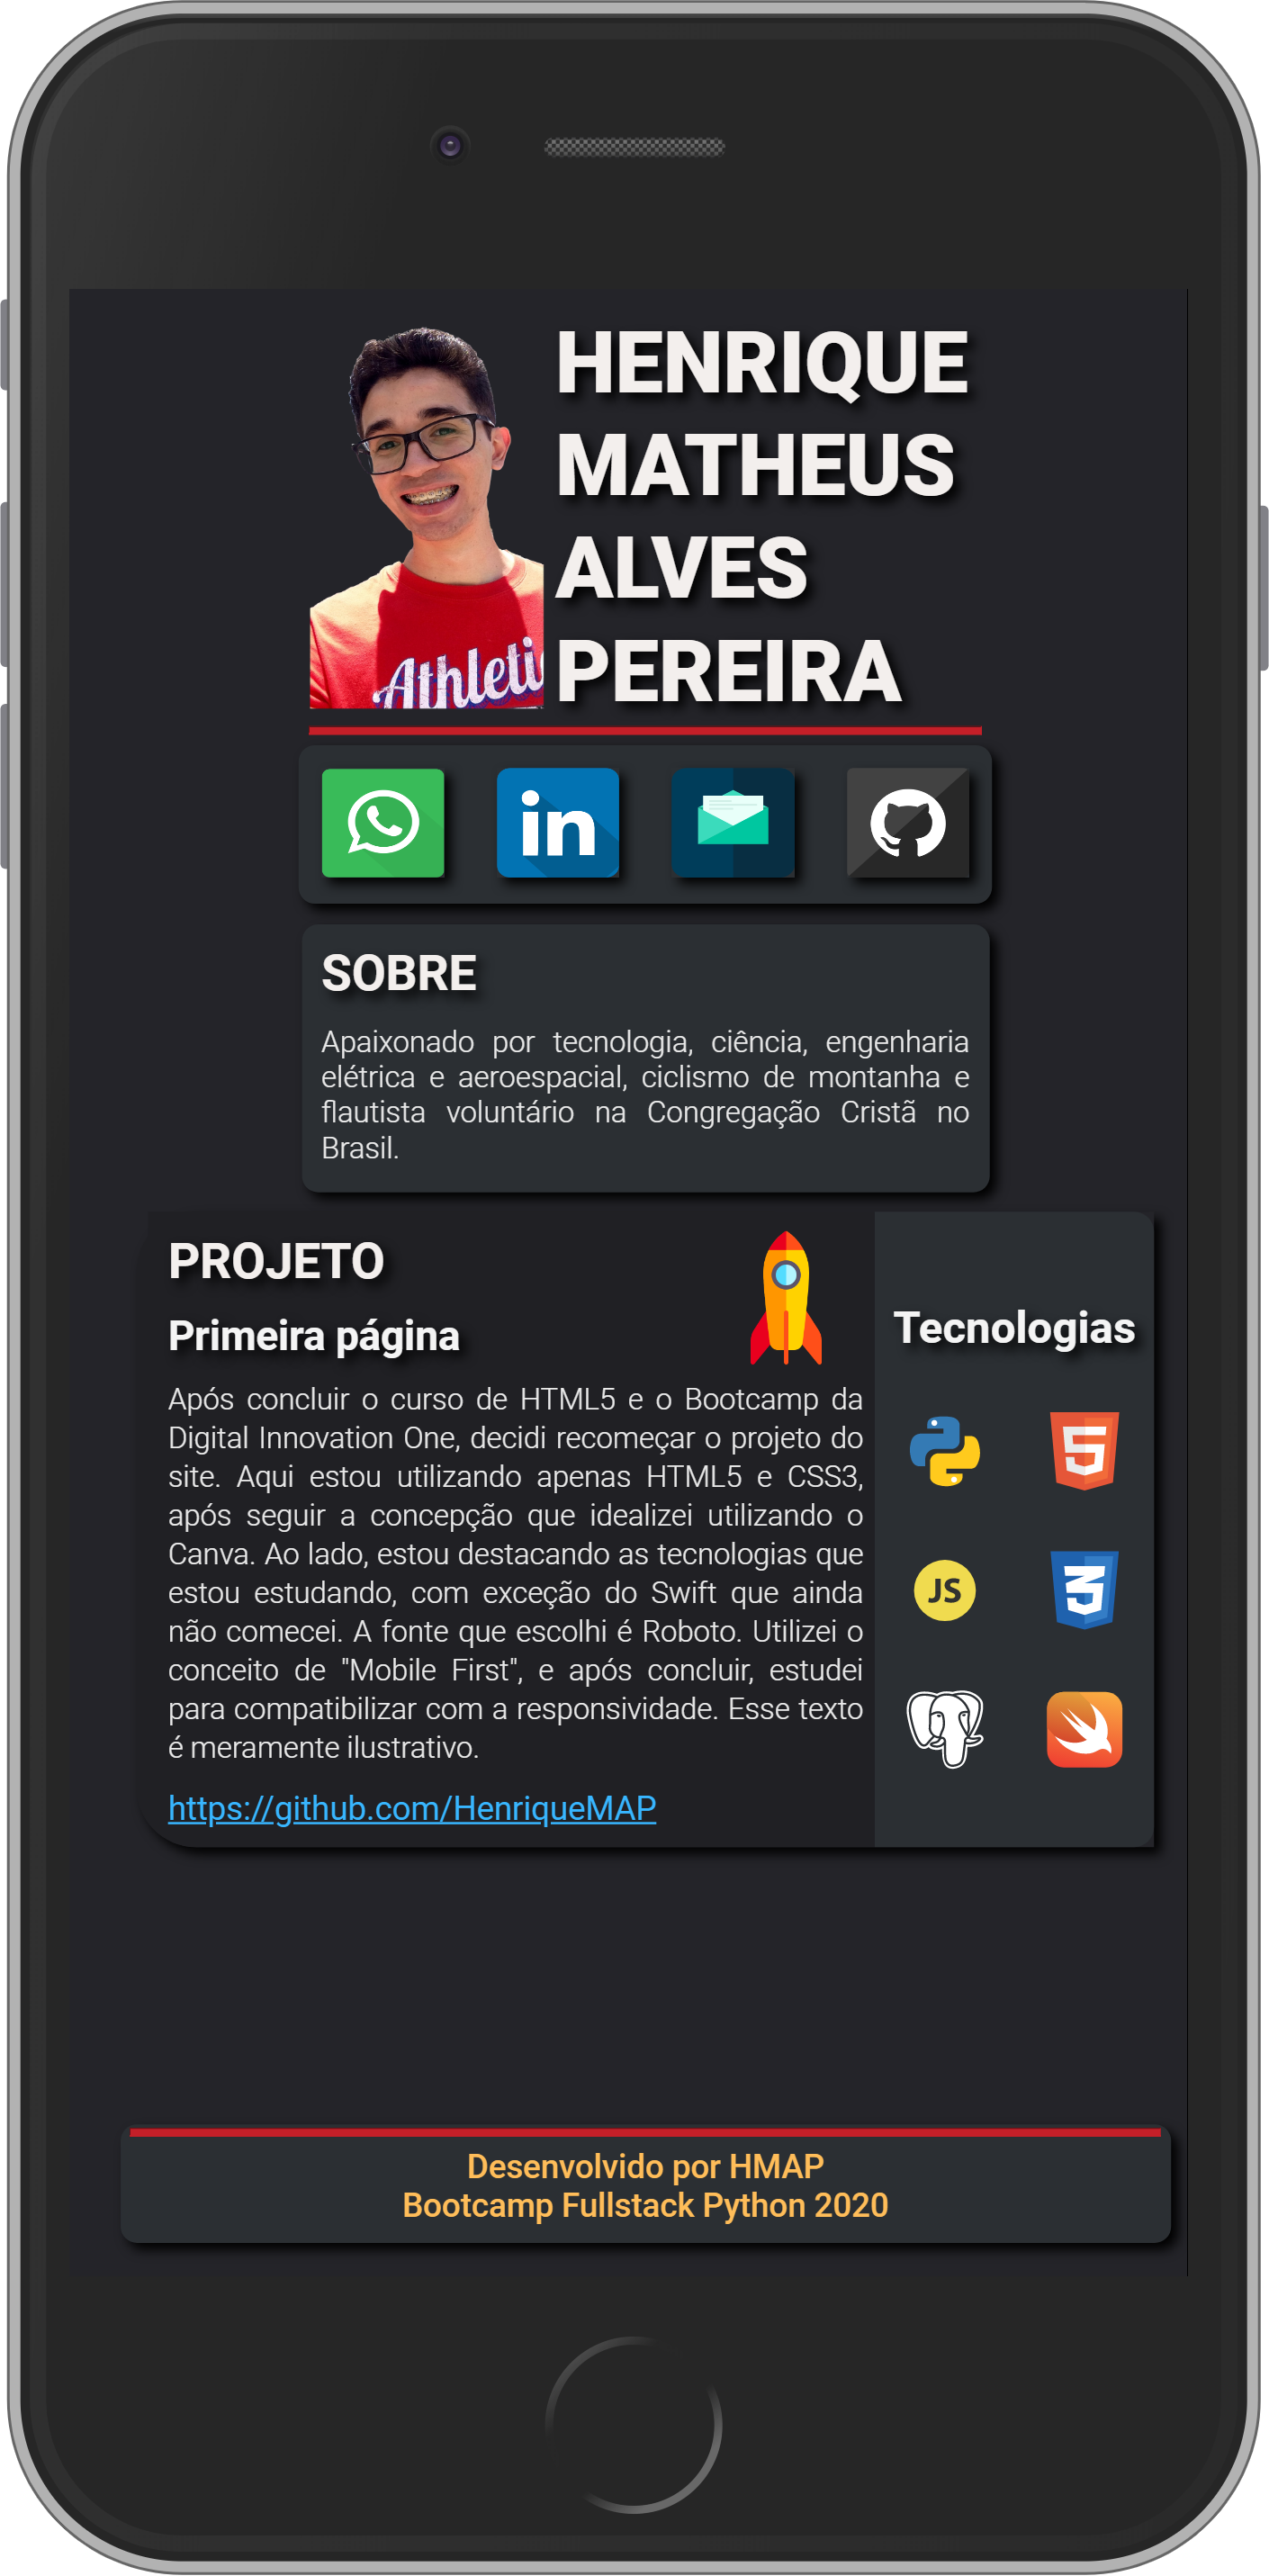 HENRIQUE
MATHEUS
ALVES
PEREIRA
Athleti
in
SOBRE
Apaixonado por tecnologia, ciência, engenharia
elétrica e aeroespacial, ciclismo de montanha e
flautista voluntário na Congregação Cristã no
Brasil.
PROJETO
Primeira página
Após concluir o curso de HTML5 e o Bootcamp da
Digital Innovation One, decidi recomeçar o projeto do
site. Aqui estou utilizando apenas HTML5 e CSS3,
após seguir a concepção que idealizei utilizando o
Canva. Ao lado, estou destacando as tecnologias que
estou estudando, com exceção do Swift que ainda
não comecei. A fonte que escolhi é Roboto. Utilizei o
conceito de "Mobile First", e após concluir, estudei
para compatibilizar com a responsividade. Esse texto
é meramente ilustrativo.
https://github.com/HenriqueMAP
Tecnologias
5
JS
3
Desenvolvido por HMAP
Bootcamp Fullstack Python 2020